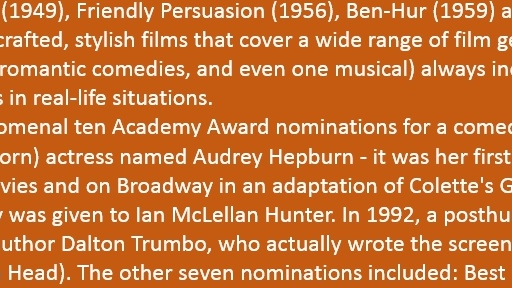 (1949), Friendly Persuasion (1956), Ben-Hur (1959) a
crafted, stylish films that cover a wide range of film ge
romantic comedies, and even one musical) always in
s in real-life situations.
omenal ten Academy Award nominations for a come
orn) actress named Audrey Hepburn - it was her first
vies and on Broadway in an adaptation of Colette's G
y was given to Ian McLellan Hunter. In 1992, a posthu
uthor Dalton Trumbo, who actually wrote the screen
Head). The other seven nominations included: Best